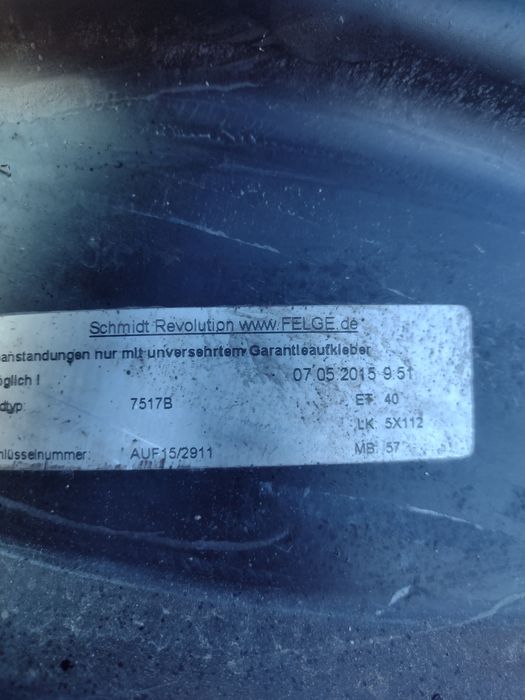 Schmidt Revolution www.FELGE.de
anstandungen nur mit unversehrtem Garantieaufkleber
öglich !
07.05.2015 9:51
dtyp: 7517B ET: 40
LK: 5X112
hlüsselnummer: AUF15/2911 MB: 57